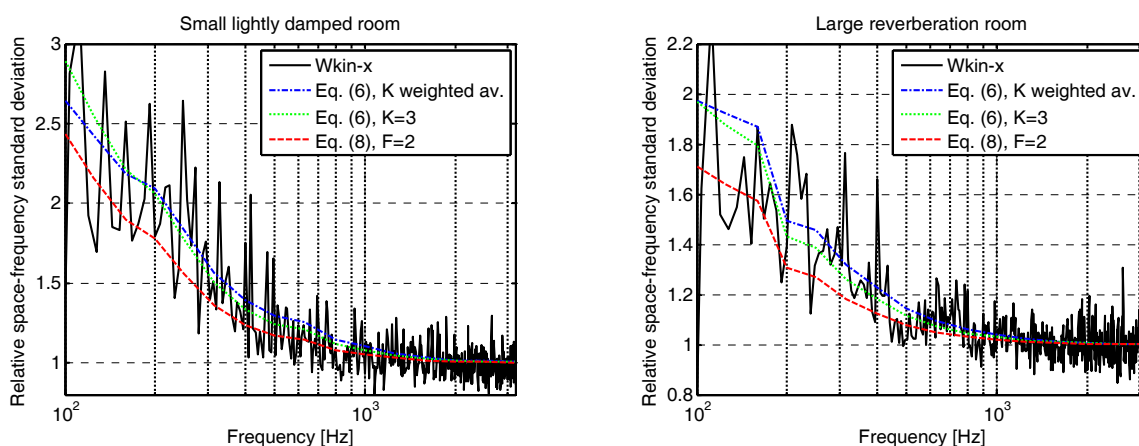 Small lightly damped room
Relative space-frequency standard deviation
3
2.5
2
1.5
1
Wkin-x
Eq. (6), K weighted av.
Eq. (6), K=3
Eq. (8), F=2
10^2
10^3
Frequency [Hz]
Large reverberation room
Relative space-frequency standard deviation
2.2
2
1.8
1.6
1.4
1.2
1
0.8
Wkin-x
Eq. (6), K weighted av.
Eq. (6), K=3
Eq. (8), F=2
10^2
10^3
Frequency [Hz]